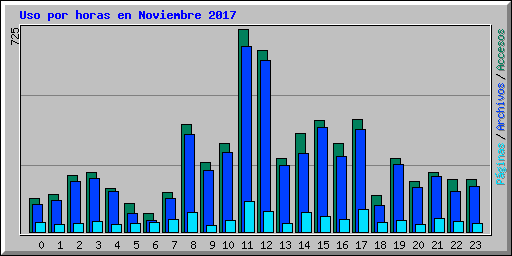 Uso por horas en Noviembre 2017
725
Páginas / Archivos / Accesos
0 1 2 3 4 5 6 7 8 9 10 11 12 13 14 15 16 17 18 19 20 21 22 23